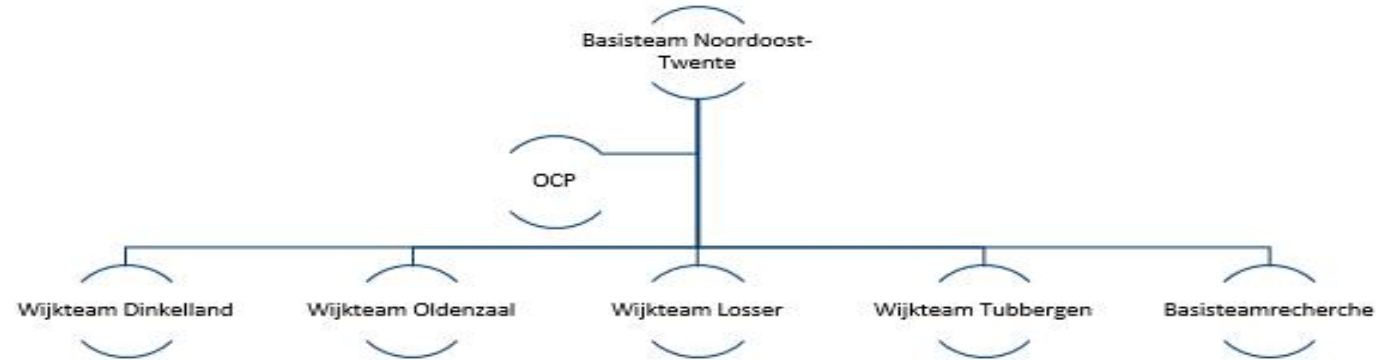 Basisteam Noordoost-
Twente
OCP
Wijkteam Dinkelland
Wijkteam Oldenzaal
Wijkteam Losser
Wijkteam Tubbergen
Basisteamrecherche